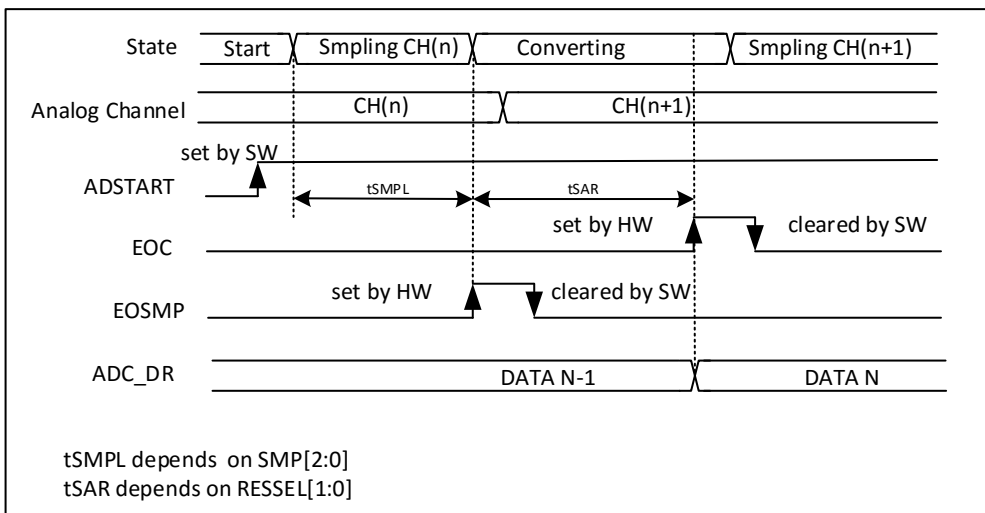 State Start Smpling CH(n) Converting Smpling CH(n+1)
Analog Channel CH(n) CH(n+1)
set by SW
ADSTART
tSMPL tSAR
set by HW cleared by SW
EOC
set by HW cleared by SW
EOSMP
ADC_DR DATA N-1 DATA N
tSMPL depends on SMP[2:0]
tSAR depends on RESSEL[1:0]